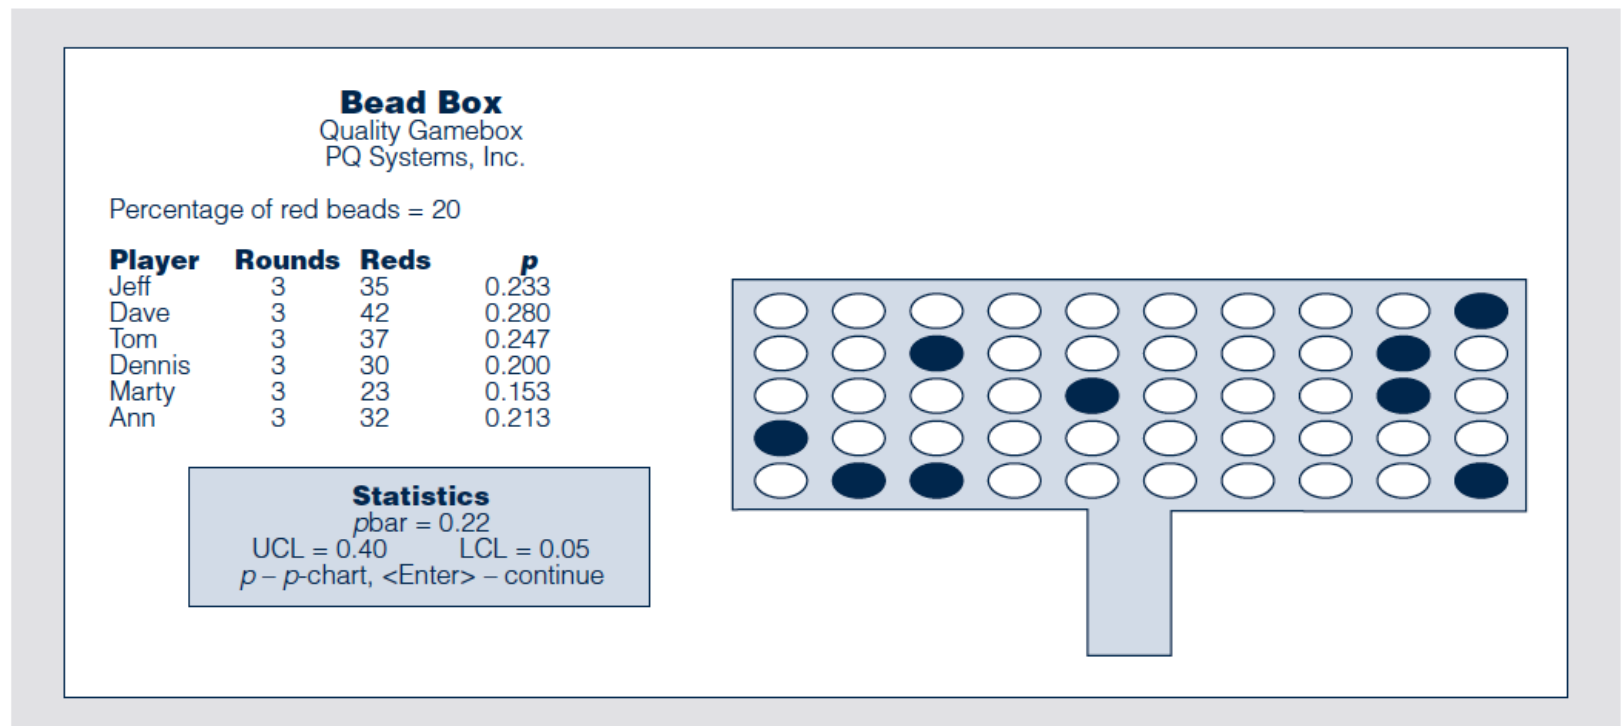 Bead Box
Quality Gamebox
PQ Systems, Inc.
Percentage of red beads = 20
Player Rounds Reds p
Jeff 3 35 0.233
Dave 3 42 0.280
Tom 3 37 0.247
Dennis 3 30 0.200
Marty 3 23 0.153
Ann 3 32 0.213
Statistics
pbar = 0.22
UCL = 0.40 LCL = 0.05
p – p-chart, <Enter> – continue